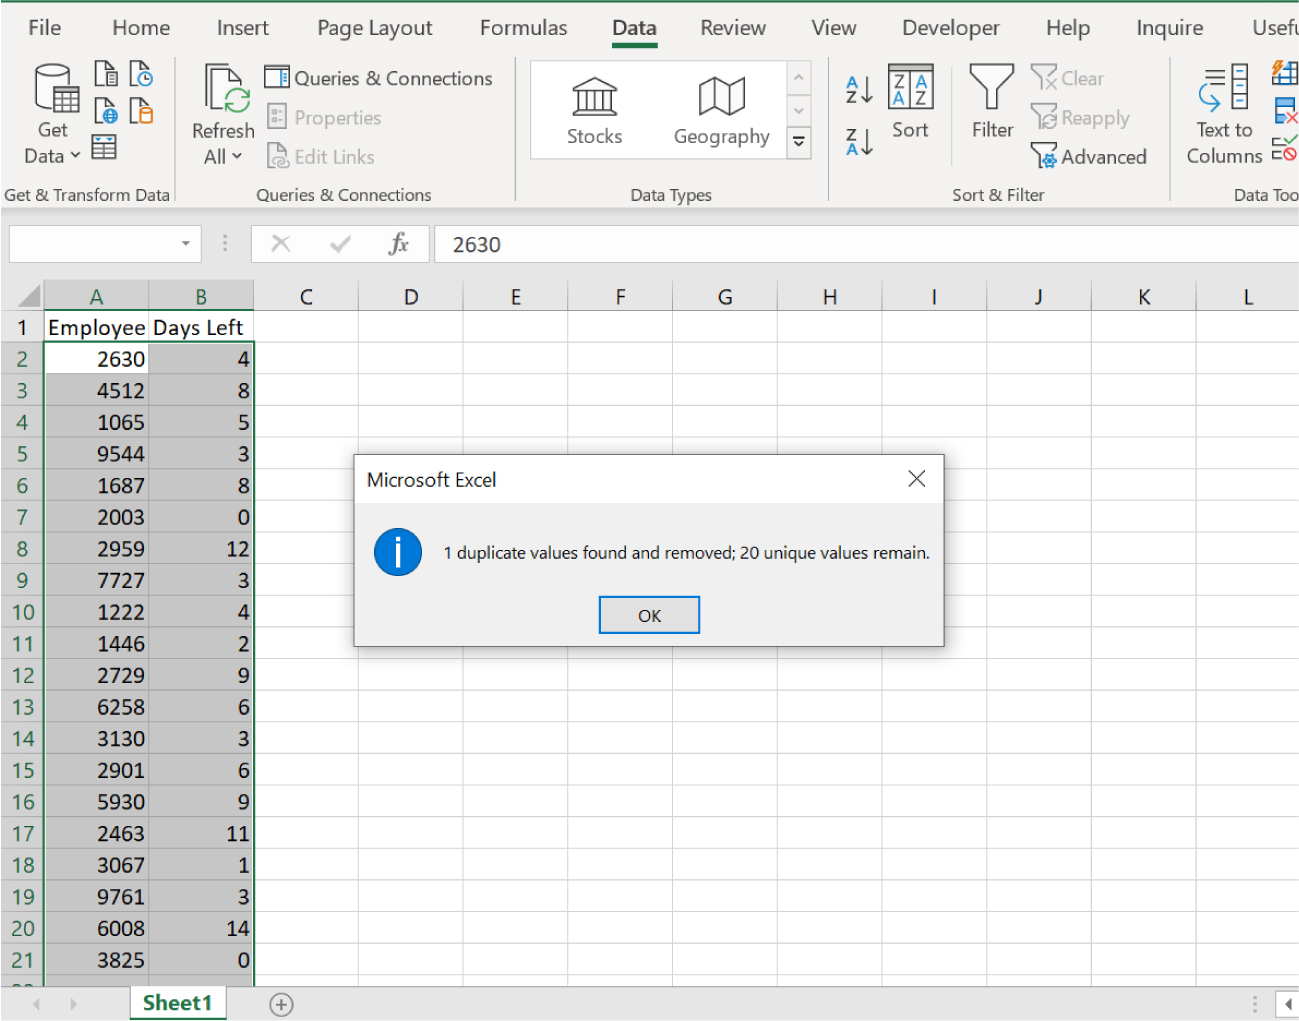 File Home Insert Page Layout Formulas Data Review View Developer Help Inquire Usefu
Get Data
Refresh All
Queries & Connections
Properties
Edit Links
Stocks
Geography
A Z
Z A
Z A A Z
Sort
Filter
Clear
Reapply
Advanced
Text to Columns
Get & Transform Data Queries & Connections Data Types Sort & Filter Data Too
fx 2630
A B C D E F G H I J K L
1 Employee Days Left
2 2630 4
3 4512 8
4 1065 5
5 9544 3
6 1687 8
7 2003 0
8 2959 12
9 7727 3
10 1222 4
11 1446 2
12 2729 9
13 6258 6
14 3130 3
15 2901 6
16 5930 9
17 2463 11
18 3067 1
19 9761 3
20 6008 14
21 3825 0
Microsoft Excel
1 duplicate values found and removed; 20 unique values remain.
OK
Sheet1